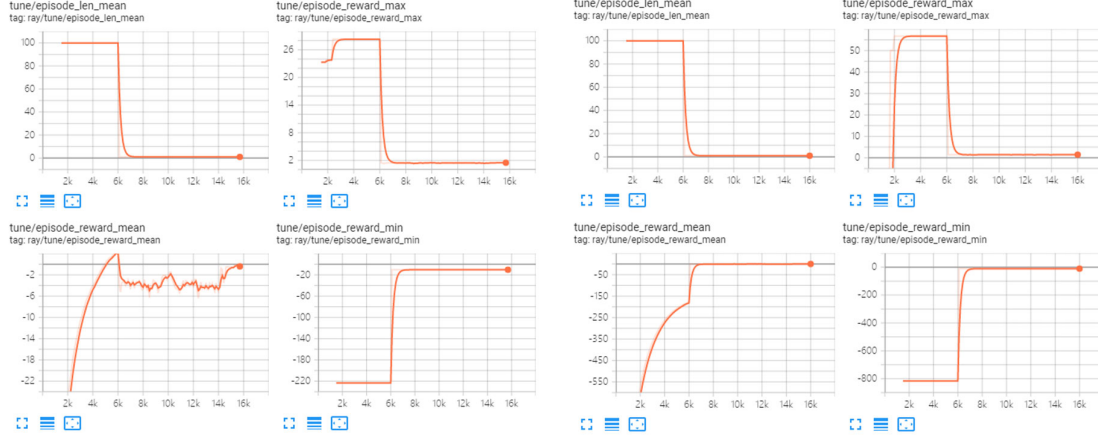 tune/episode_len_mean
tag: ray/tune/episode_len_mean
100
80
60
40
20
0
2k 4k 6k 8k 10k 12k 14k 16k
tune/episode_reward_max
tag: ray/tune/episode_reward_max
26
20
14
8
2
2k 4k 6k 8k 10k 12k 14k 16k
tune/episode_len_mean
tag: ray/tune/episode_len_mean
100
80
60
40
20
0
2k 4k 6k 8k 10k 12k 14k 16k
tune/episode_reward_max
tag: ray/tune/episode_reward_max
50
40
30
20
10
0
2k 4k 6k 8k 10k 12k 14k 16k
tune/episode_reward_mean
tag: ray/tune/episode_reward_mean
-2
-6
-10
-14
-18
-22
2k 4k 6k 8k 10k 12k 14k 16k
tune/episode_reward_min
tag: ray/tune/episode_reward_min
-20
-60
-100
-140
-180
-220
2k 4k 6k 8k 10k 12k 14k 16k
tune/episode_reward_mean
tag: ray/tune/episode_reward_mean
-50
-150
-250
-350
-450
-550
2k 4k 6k 8k 10k 12k 14k 16k
tune/episode_reward_min
tag: ray/tune/episode_reward_min
0
-200
-400
-600
-800
2k 4k 6k 8k 10k 12k 14k 16k